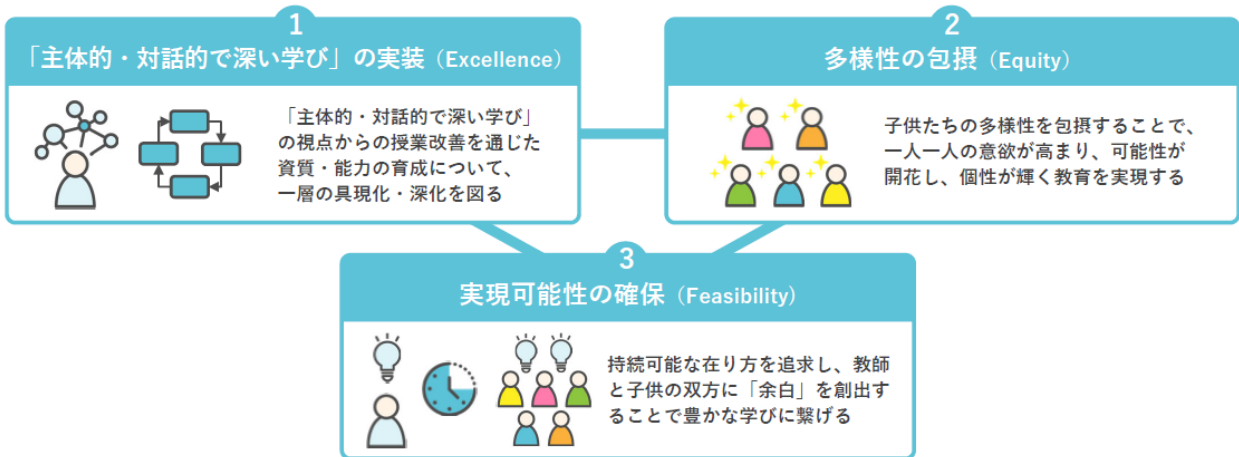 1
「主体的・対話的で深い学び」の実装（Excellence）
「主体的・対話的で深い学び」
の視点からの授業改善を通じた
資質・能力の育成について、
一層の具現化・深化を図る
2
多様性の包摂（Equity）
子供たちの多様性を包摂することで、
一人一人の意欲が高まり、可能性が
開花し、個性が輝く教育を実現する
3
実現可能性の確保（Feasibility）
持続可能な在り方を追求し、教師
と子供の双方に「余白」を創出す
ることで豊かな学びに繋げる